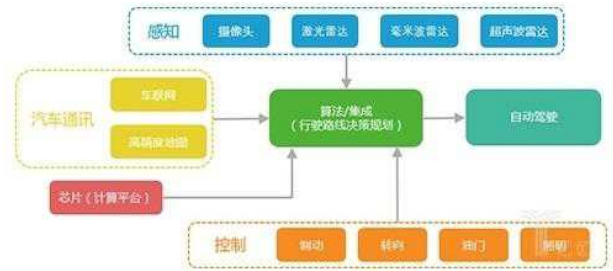 感知
摄像头
激光雷达
毫米波雷达
超声波雷达
汽车通讯
车联网
高精度地图
算法/集成
(行驶路线决策规划)
自动驾驶
芯片(计算平台)
控制
制动
转向
油门
照明